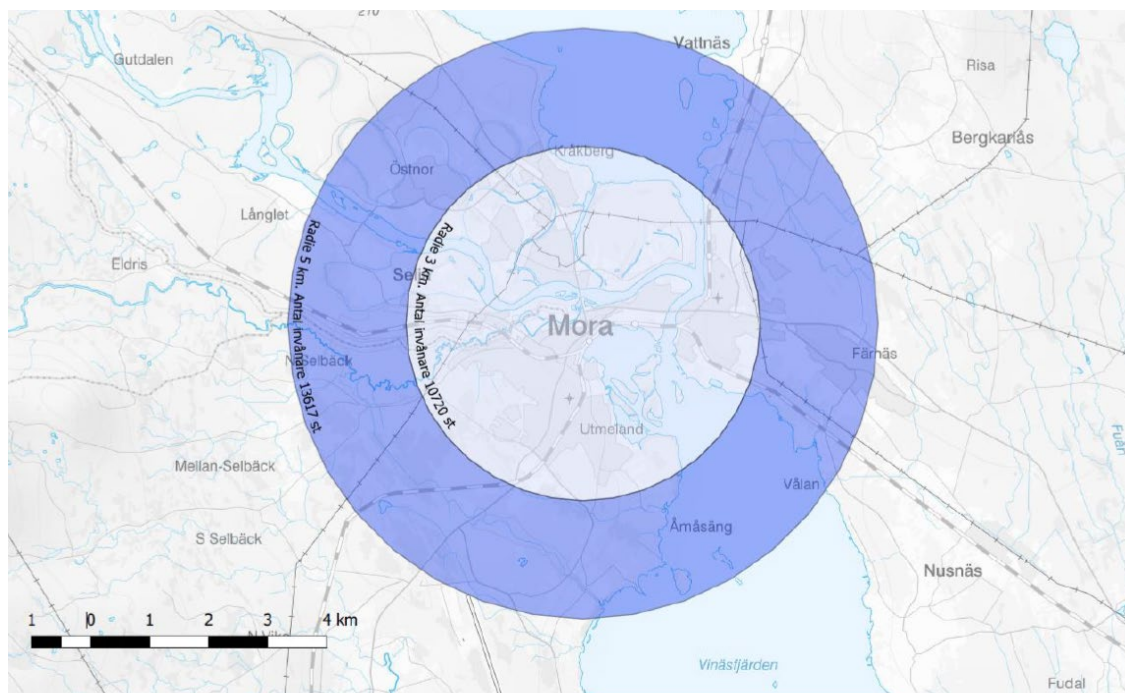 210
Vattnäs
Gutdalen
Risa
Bergkarlås
Kråkberg
Östnor
Långlet
Eldris
Radie 5 km. Antal invånare 13617 st
Radie 3 km. Antal invånare 10720 st
Mora
N Selbäck
Färnäs
Utmeland
Mellan-Selbäck
Vålan
S Selbäck
Åmåsäng
Nusnäs
Fuån
1 0 1 2 3 4 km
Vinäsfjärden
Fudal